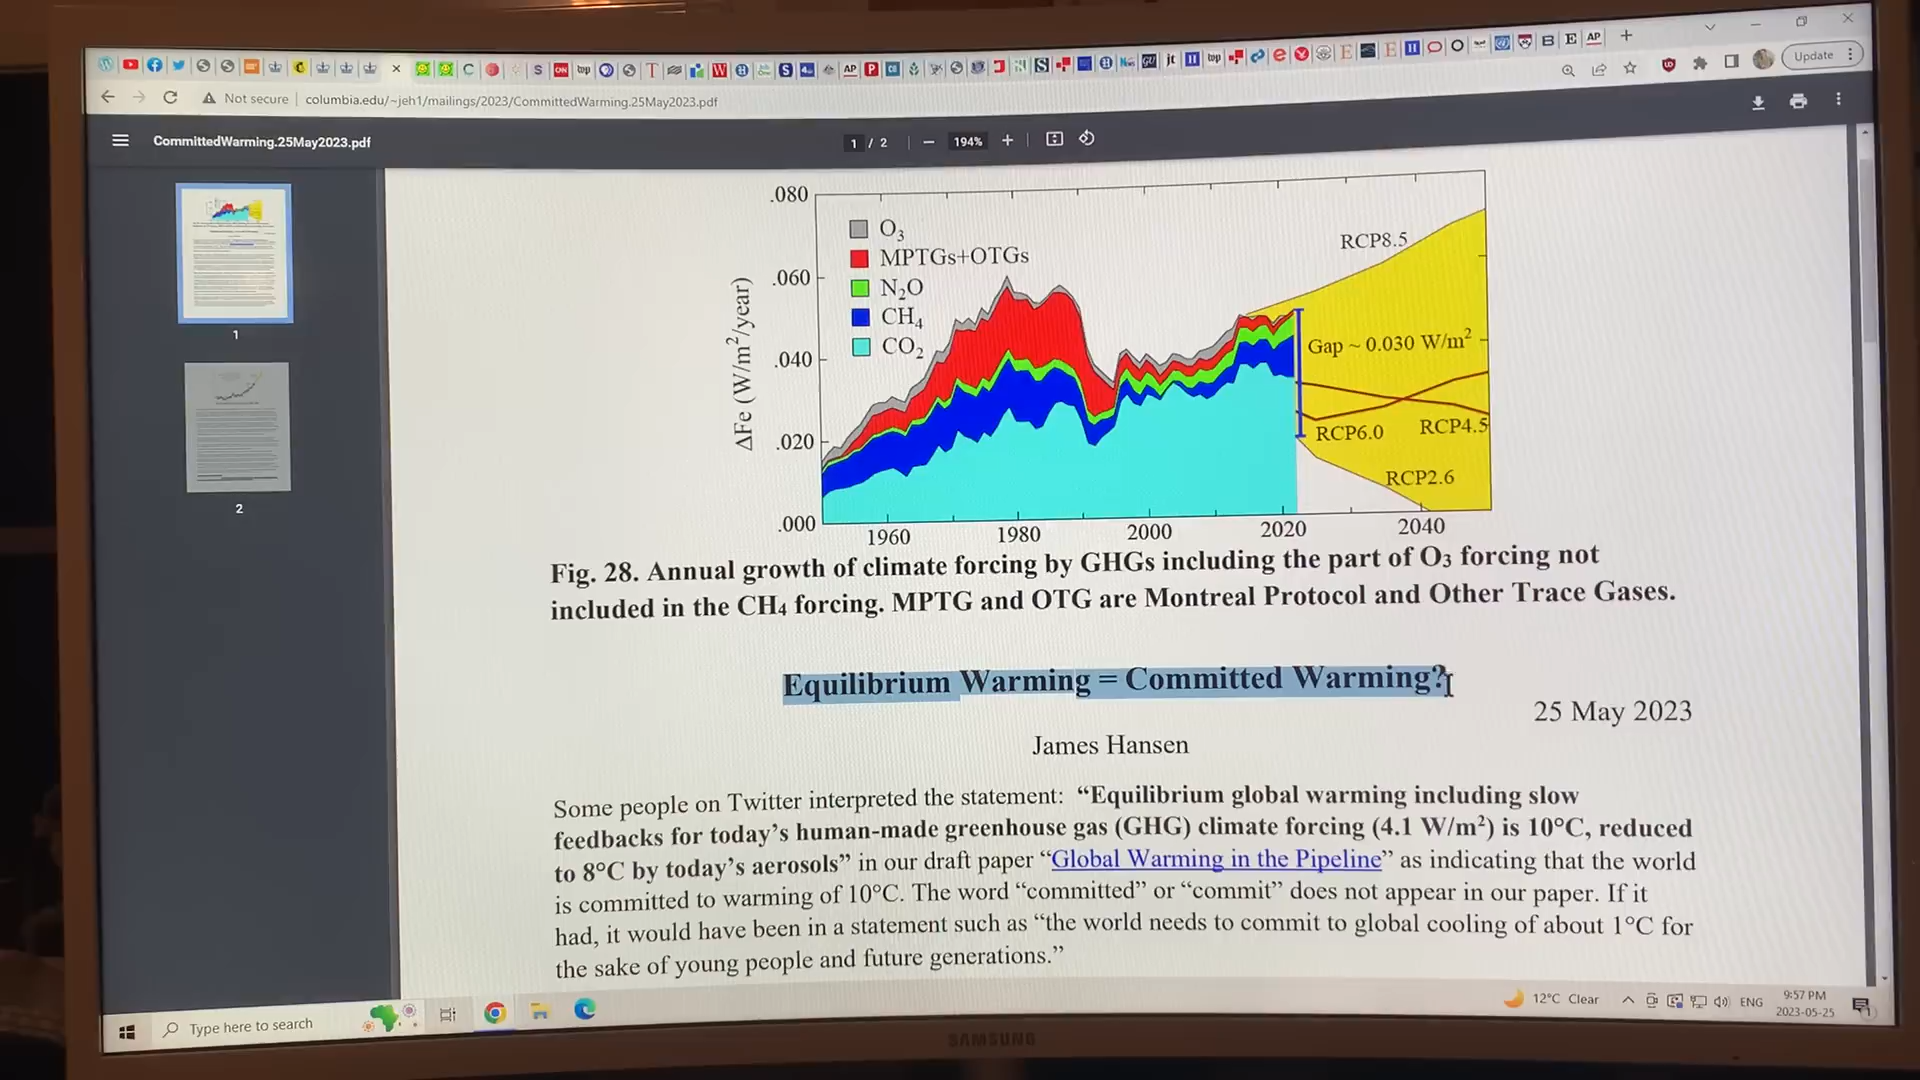 Not secure | columbia.edu/~jeh1/mailings/2023/CommittedWarming.25May2023.pdf
Update
CommittedWarming.25May2023.pdf
1 / 2
194%
1
2
.080
.060
.040
.020
.000
ΔFe (W/m²/year)
O₃
MPTGs+OTGs
N₂O
CH₄
CO₂
RCP8.5
Gap ~ 0.030 W/m²
RCP6.0
RCP4.5
RCP2.6
1960
1980
2000
2020
2040
Fig. 28. Annual growth of climate forcing by GHGs including the part of O₃ forcing not
included in the CH₄ forcing. MPTG and OTG are Montreal Protocol and Other Trace Gases.
Equilibrium Warming = Committed Warming?
25 May 2023
James Hansen
Some people on Twitter interpreted the statement: “Equilibrium global warming including slow
feedbacks for today’s human-made greenhouse gas (GHG) climate forcing (4.1 W/m²) is 10°C, reduced
to 8°C by today’s aerosols” in our draft paper “Global Warming in the Pipeline” as indicating that the world
is committed to warming of 10°C. The word “committed” or “commit” does not appear in our paper. If it
had, it would have been in a statement such as “the world needs to commit to global cooling of about 1°C for
the sake of young people and future generations.”
Type here to search
12°C Clear
ENG
9:57 PM
2023-05-25
SAMSUNG